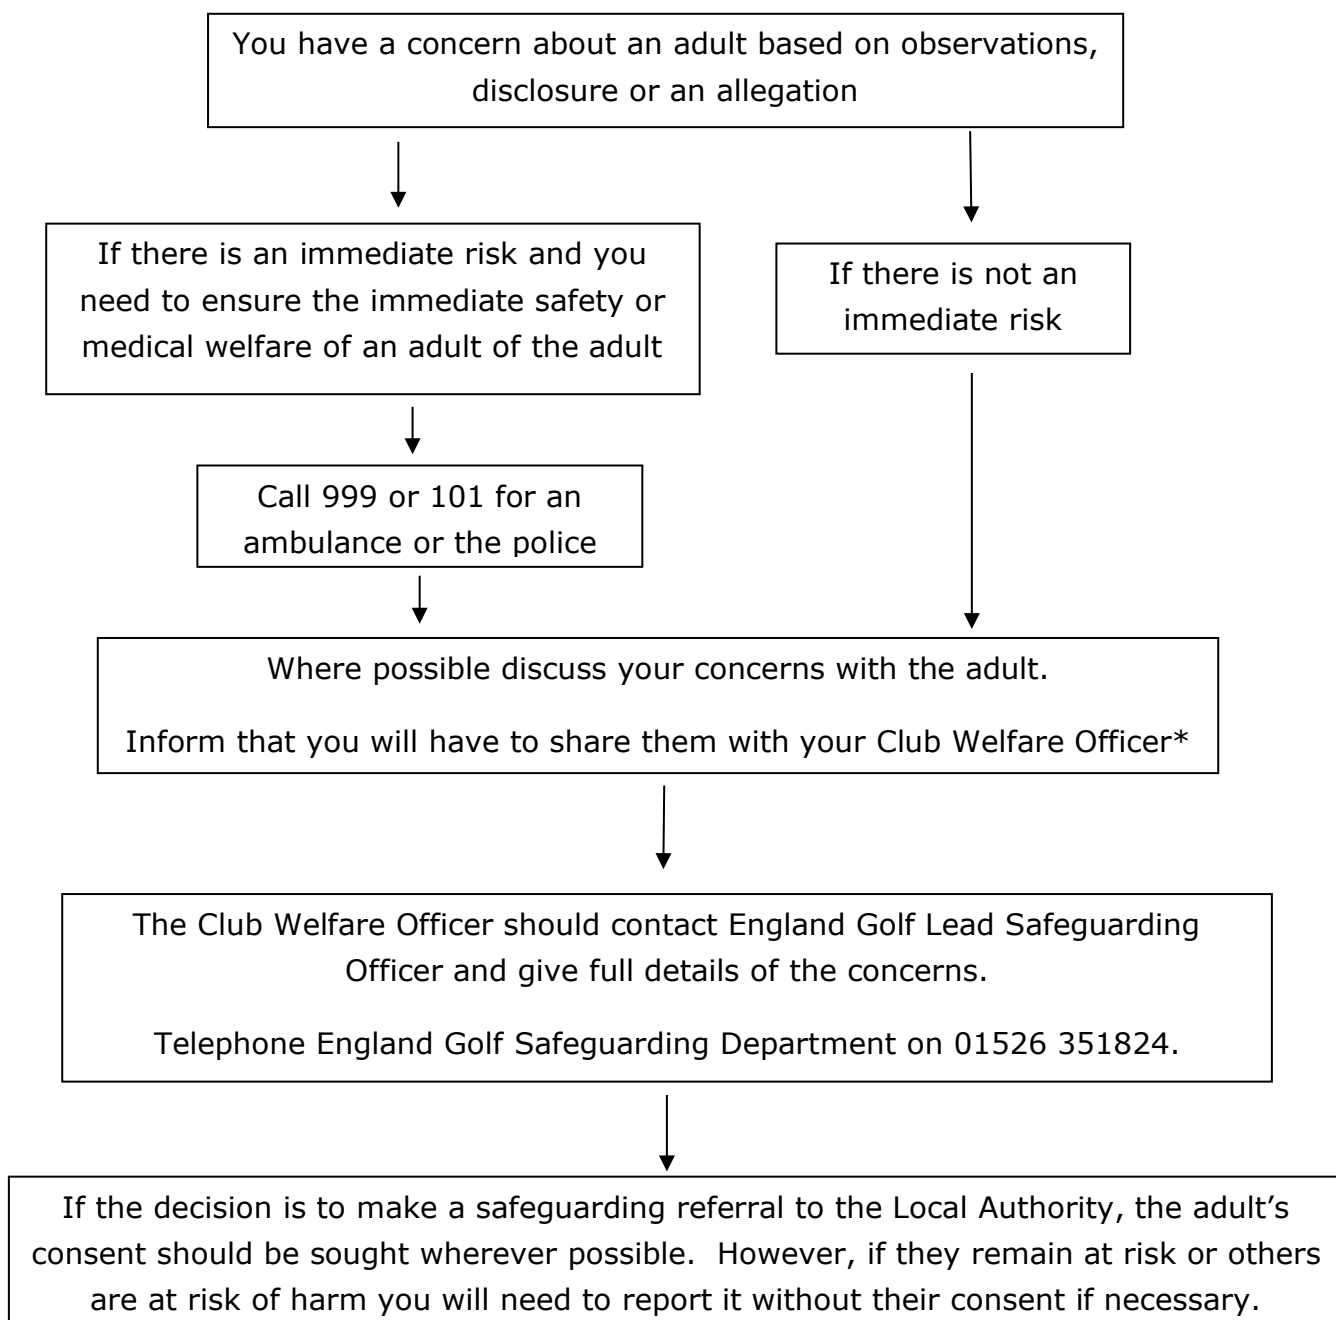 You have a concern about an adult based on observations,
disclosure or an allegation
If there is an immediate risk and you
need to ensure the immediate safety or
medical welfare of an adult of the adult
If there is not an
immediate risk
Call 999 or 101 for an
ambulance or the police
Where possible discuss your concerns with the adult.
Inform that you will have to share them with your Club Welfare Officer*
The Club Welfare Officer should contact England Golf Lead Safeguarding
Officer and give full details of the concerns.
Telephone England Golf Safeguarding Department on 01526 351824.
If the decision is to make a safeguarding referral to the Local Authority, the adult’s
consent should be sought wherever possible.  However, if they remain at risk or others
are at risk of harm you will need to report it without their consent if necessary.